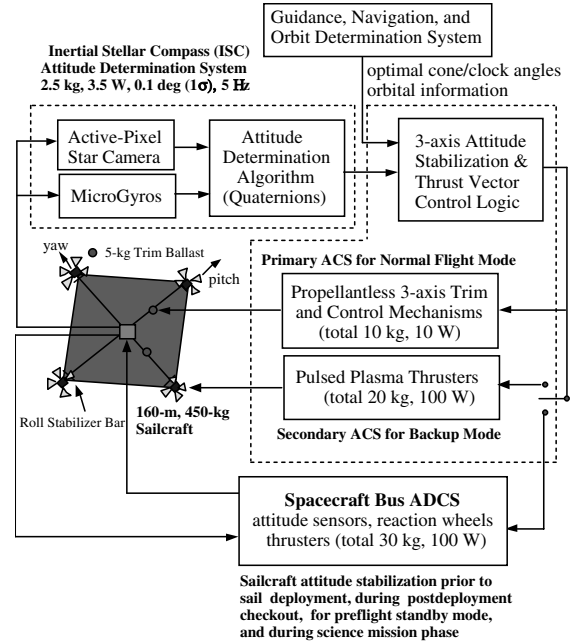 Guidance, Navigation, and
Orbit Determination System
Inertial Stellar Compass (ISC)
Attitude Determination System
2.5 kg, 3.5 W, 0.1 deg (1σ), 5 Hz
optimal cone/clock angles
orbital information
Active-Pixel
Star Camera
MicroGyros
Attitude
Determination
Algorithm
(Quaternions)
3-axis Attitude
Stabilization &
Thrust Vector
Control Logic
yaw
5-kg Trim Ballast
pitch
Primary ACS for Normal Flight Mode
Propellantless 3-axis Trim
and Control Mechanisms
(total 10 kg, 10 W)
Pulsed Plasma Thrusters
(total 20 kg, 100 W)
Secondary ACS for Backup Mode
Roll Stabilizer Bar
160-m, 450-kg
Sailcraft
Spacecraft Bus ADCS
attitude sensors, reaction wheels
thrusters (total 30 kg, 100 W)
Sailcraft attitude stabilization prior to
sail deployment, during postdeployment
checkout, for preflight standby mode,
and during science mission phase